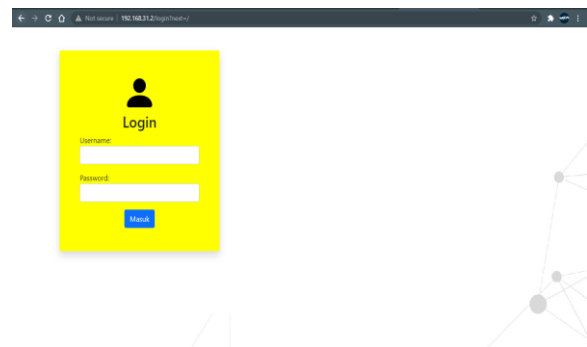 Not secure | 192.168.31.2/login?next=/
Login
Username:
Password:
Masuk